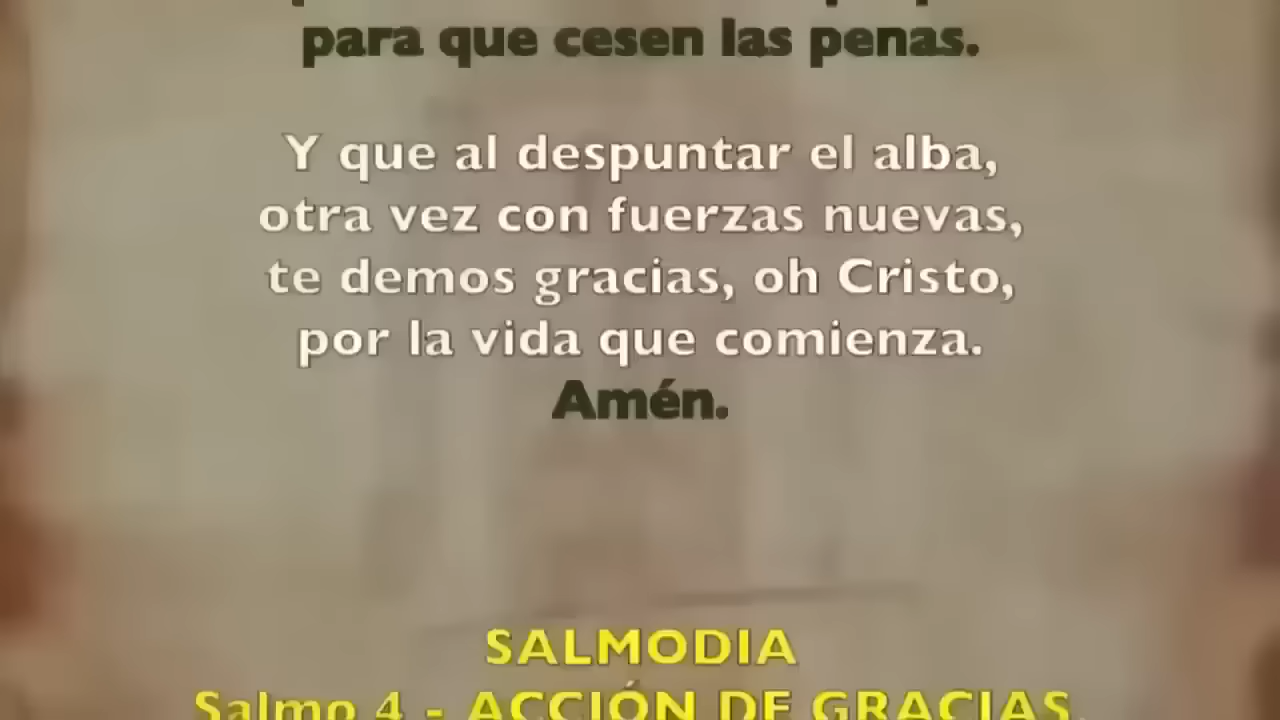 para que cesen las penas.
Y que al despuntar el alba,
otra vez con fuerzas nuevas,
te demos gracias, oh Cristo,
por la vida que comienza.
Amén.
SALMODIA
Salmo 4 - ACCIÓN DE GRACIAS.